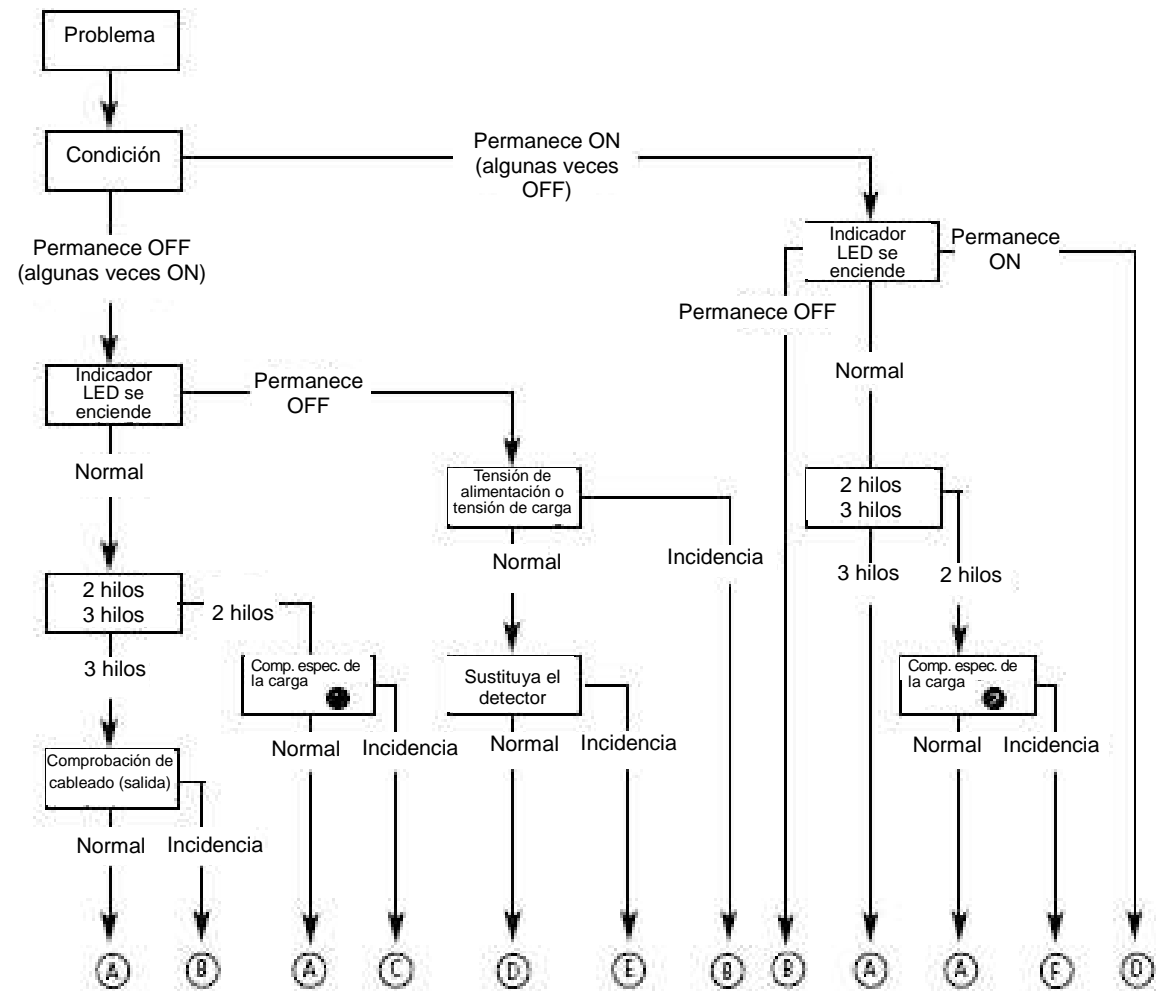 Problema
Condición
Permanece ON
(algunas veces
OFF)
Permanece OFF
(algunas veces ON)
Indicador
LED se
enciende
Permanece
ON
Permanece OFF
Normal
Indicador
LED se
enciende
Permanece
OFF
Normal
Tensión de
alimentación o
tensión de carga
2 hilos
3 hilos
Normal
Incidencia
3 hilos
2 hilos
2 hilos
3 hilos
2 hilos
3 hilos
Comp. espec. de
la carga
Sustituya el
detector
Comp. espec. de
la carga
Normal
Incidencia
Normal
Incidencia
Normal
Incidencia
Comprobación de
cableado (salida)
Normal
Incidencia
A B A C D E B B A A F D